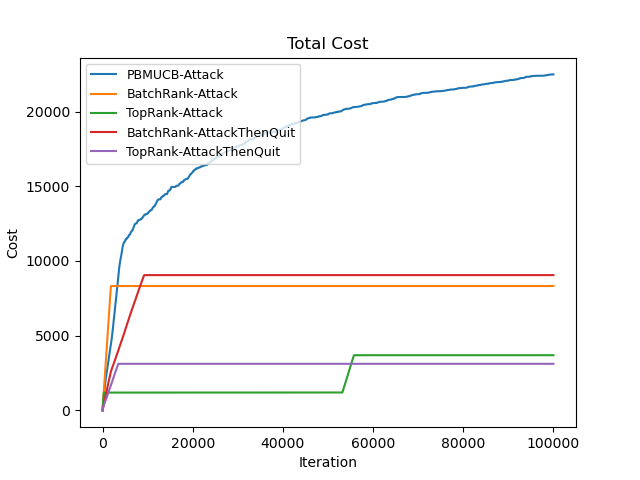 Total Cost
PBMUCB-Attack
BatchRank-Attack
TopRank-Attack
BatchRank-AttackThenQuit
TopRank-AttackThenQuit
20000
15000
10000
5000
0
Cost
0 20000 40000 60000 80000 100000
Iteration